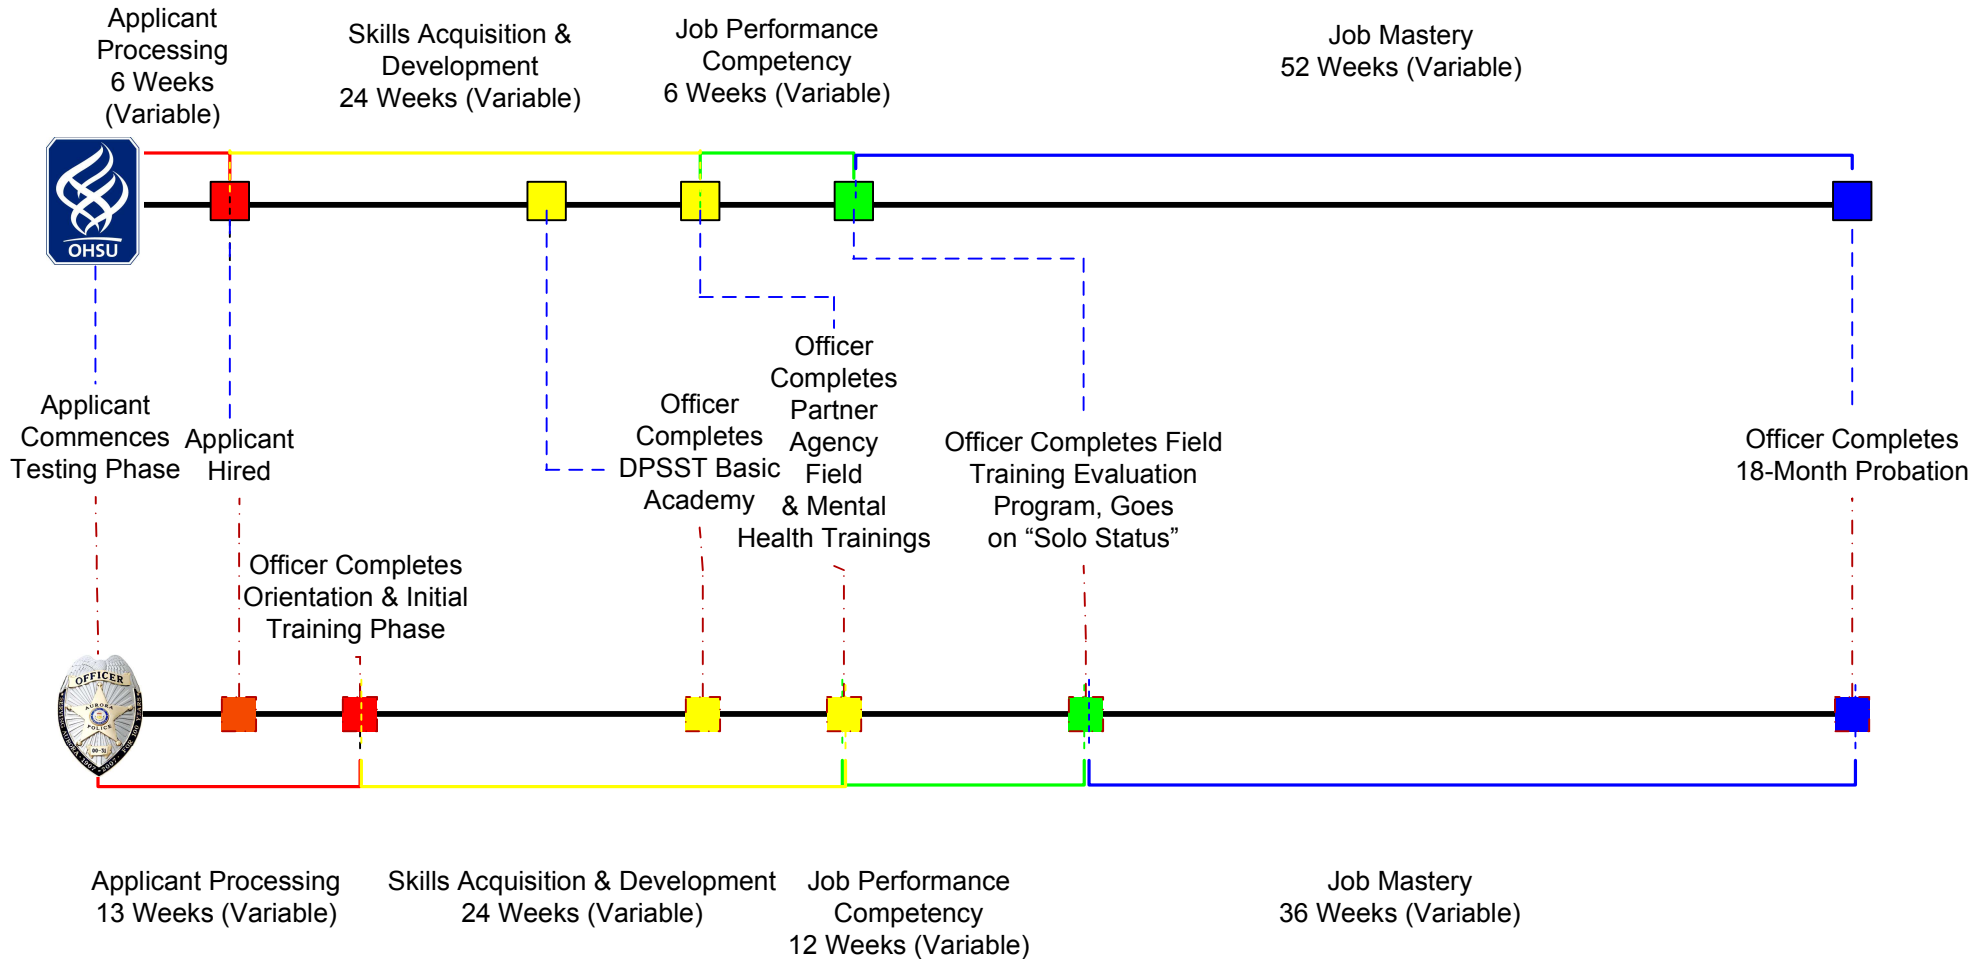 Applicant
Processing
6 Weeks
(Variable)
Skills Acquisition &
Development
24 Weeks (Variable)
Job Performance
Competency
6 Weeks (Variable)
Job Mastery
52 Weeks (Variable)
OHSU
Applicant
Commences
Testing Phase
Applicant
Hired
Officer Completes
Orientation & Initial
Training Phase
Officer
Completes
DPSST Basic
Academy
Officer
Completes
Partner
Agency
Field
& Mental
Health Trainings
Officer Completes Field
Training Evaluation
Program, Goes
on “Solo Status”
Officer Completes
18-Month Probation
OFFICER
AURORA
POLICE
Applicant Processing
13 Weeks (Variable)
Skills Acquisition & Development
24 Weeks (Variable)
Job Performance
Competency
12 Weeks (Variable)
Job Mastery
36 Weeks (Variable)